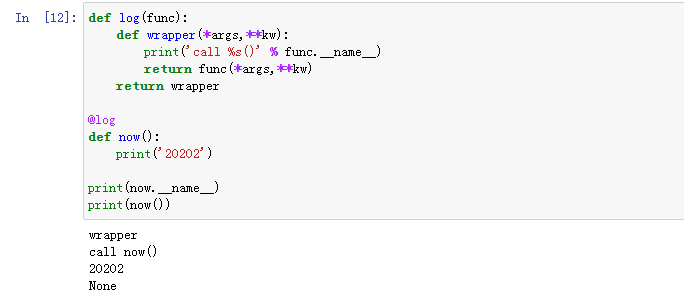 In [12]: def log(func):
    def wrapper(*args,**kw):
        print('call %s()' % func.__name__)
        return func(*args,**kw)
    return wrapper

@log
def now():
    print('20202')

print(now.__name__)
print(now())
wrapper
call now()
20202
None